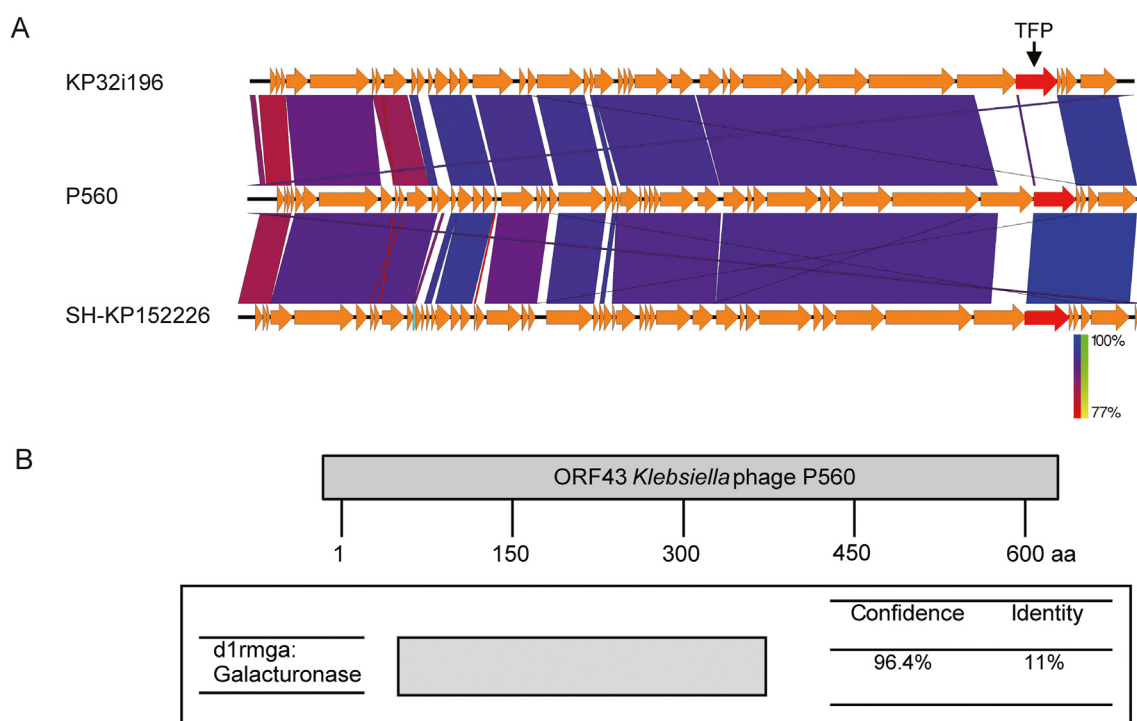 A
TFP
KP32i196
P560
SH-KP152226
100%
77%
B
ORF43 Klebsiella phage P560
1 150 300 450 600 aa
Confidence Identity
d1rmga:
Galacturonase
96.4% 11%